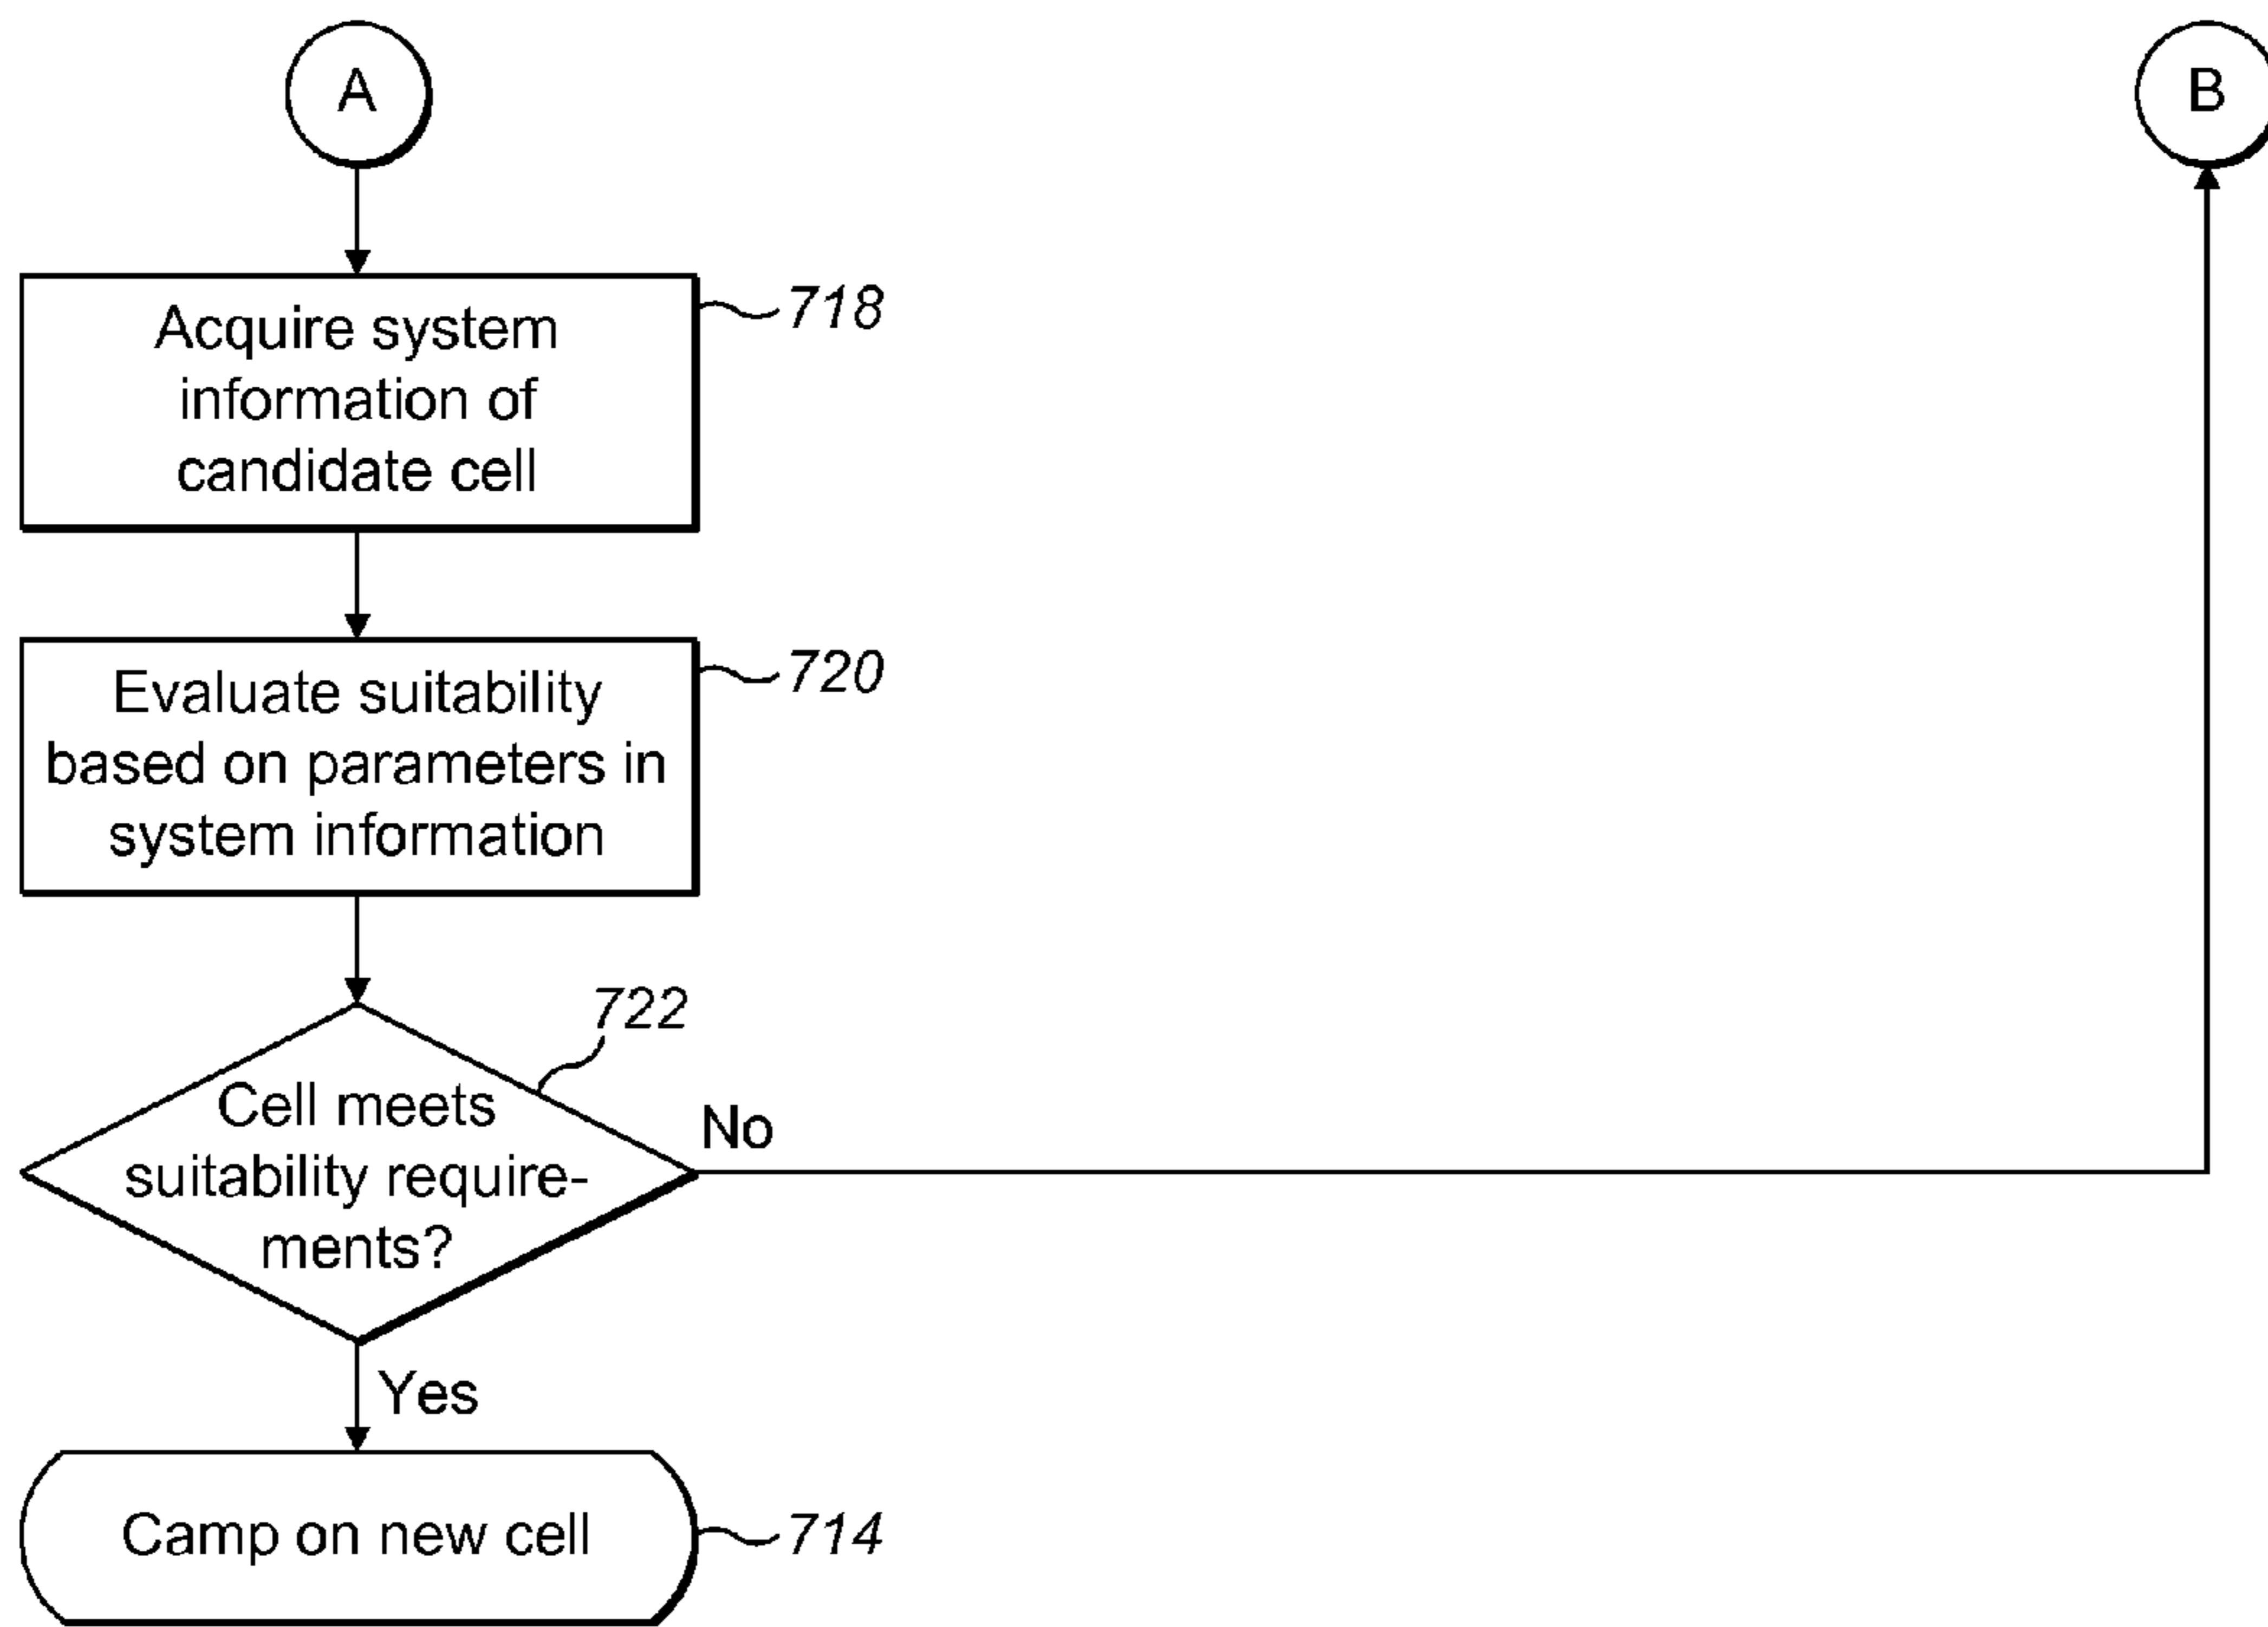 A
B
Acquire system
information of
candidate cell
718
Evaluate suitability
based on parameters in
system information
720
722
Cell meets
suitability require-
ments?
No
Yes
Camp on new cell
714